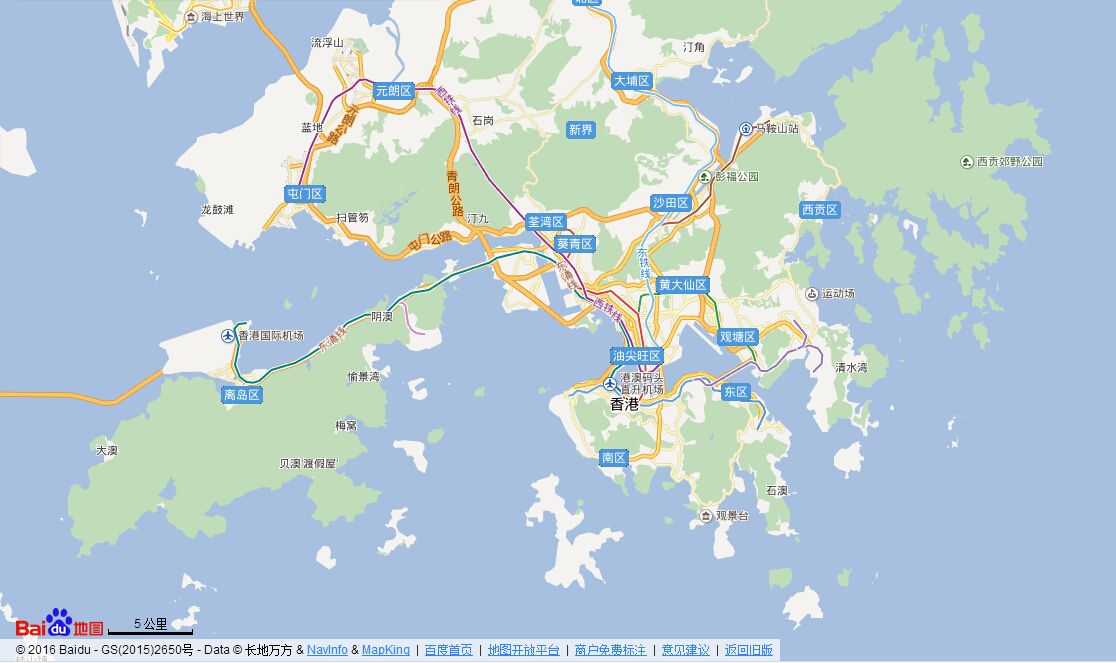 海上世界
北区
流浮山
汀角
大埔区
元朗区
西铁线
石岗
蓝地
元朗公路
新界
马鞍山站
彭福公园
西贡郊野公园
屯门区
青朗公路
沙田区
西贡区
龙鼓滩
扫管笏
汀九
荃湾区
屯门公路
葵青区
东铁线
东涌线
黄大仙区
运动场
西铁线
阴澳
香港国际机场
东涌线
观塘区
油尖旺区
清水湾
愉景湾
港澳码头
直升机场
离岛区
东区
香港
梅窝
大澳
贝澳'渡假屋'
南区
石澳
观景台
Bai du 地图
5 公里
© 2016 Baidu - GS(2015)2650号 - Data © 长地万方 & NavInfo & MapKing | 百度首页 | 地图开放平台 | 商户免费标注 | 意见建议 | 返回旧版